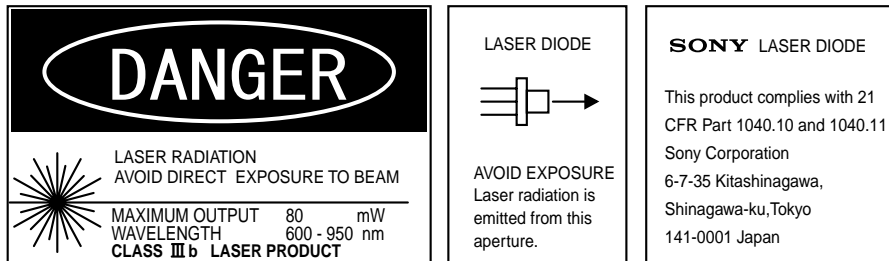 DANGER
LASER RADIATION
AVOID DIRECT EXPOSURE TO BEAM
MAXIMUM OUTPUT 80 mW
WAVELENGTH 600 - 950 nm
CLASS Ⅲb LASER PRODUCT
LASER DIODE
AVOID EXPOSURE
Laser radiation is
emitted from this
aperture.
SONY LASER DIODE
This product complies with 21
CFR Part 1040.10 and 1040.11
Sony Corporation
6-7-35 Kitashinagawa,
Shinagawa-ku,Tokyo
141-0001 Japan